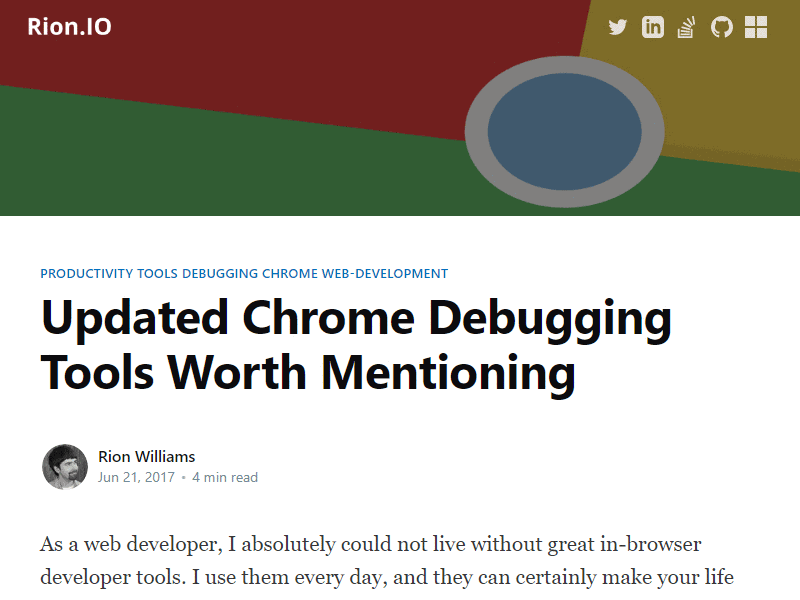 Rion.IO
PRODUCTIVITY TOOLS DEBUGGING CHROME WEB-DEVELOPMENT
Updated Chrome Debugging
Tools Worth Mentioning
Rion Williams
Jun 21, 2017 • 4 min read
As a web developer, I absolutely could not live without great in-browser
developer tools. I use them every day, and they can certainly make your life